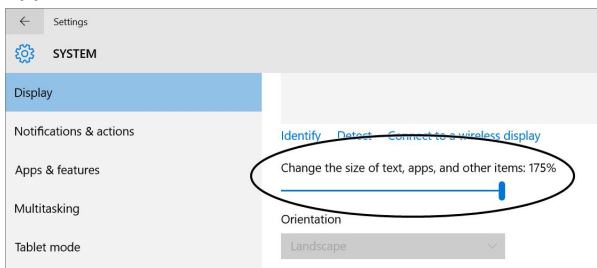 Settings
SYSTEM
Display
Notifications & actions
Apps & features
Multitasking
Tablet mode
Identify Detect Connect to a wireless display
Change the size of text, apps, and other items: 175%
Orientation
Landscape